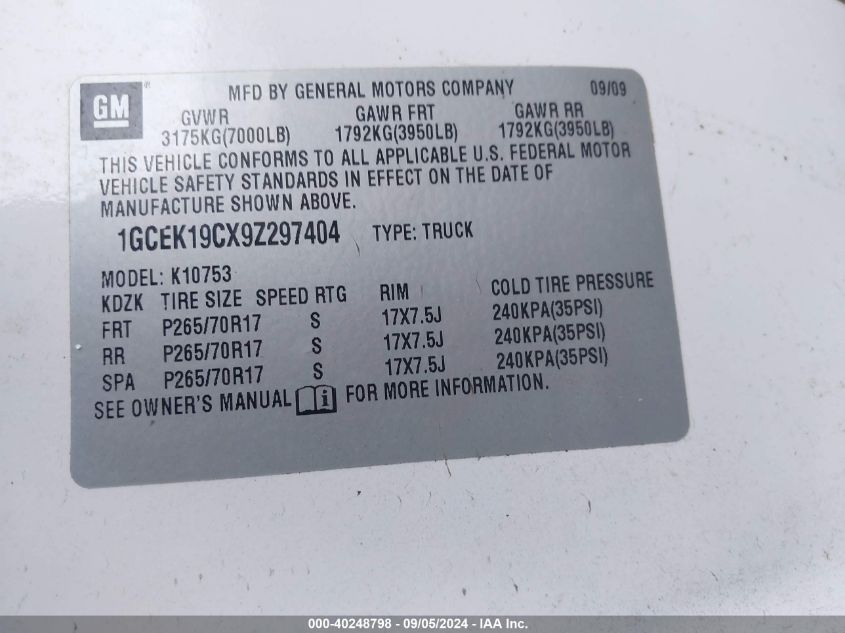 GM ® MFD BY GENERAL MOTORS COMPANY 09/09
GVWR GAWR FRT GAWR RR
3175KG(7000LB) 1792KG(3950LB) 1792KG(3950LB)
THIS VEHICLE CONFORMS TO ALL APPLICABLE U.S. FEDERAL MOTOR
VEHICLE SAFETY STANDARDS IN EFFECT ON THE DATE OF
MANUFACTURE SHOWN ABOVE.
1GCEK19CX9Z297404 TYPE: TRUCK
MODEL: K10753
KDZK TIRE SIZE SPEED RTG RIM COLD TIRE PRESSURE
FRT P265/70R17 S 17X7.5J 240KPA(35PSI)
RR P265/70R17 S 17X7.5J 240KPA(35PSI)
SPA P265/70R17 S 17X7.5J 240KPA(35PSI)
SEE OWNER'S MANUAL i FOR MORE INFORMATION.
000-40248798 - 09/05/2024 - IAA Inc.